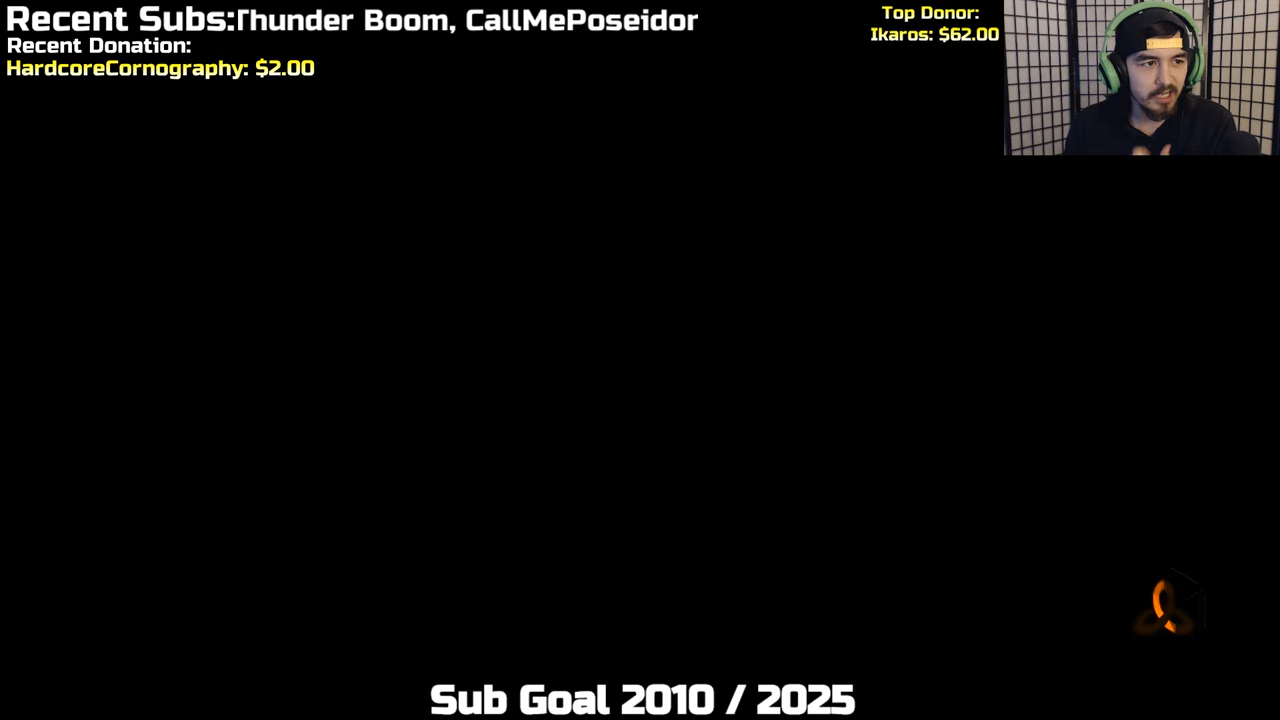 Recent Subs: Thunder Boom, CallMePoseidor
Recent Donation:
HardcoreCornography: $2.00
Top Donor:
Ikaros: $62.00
Sub Goal 2010 / 2025